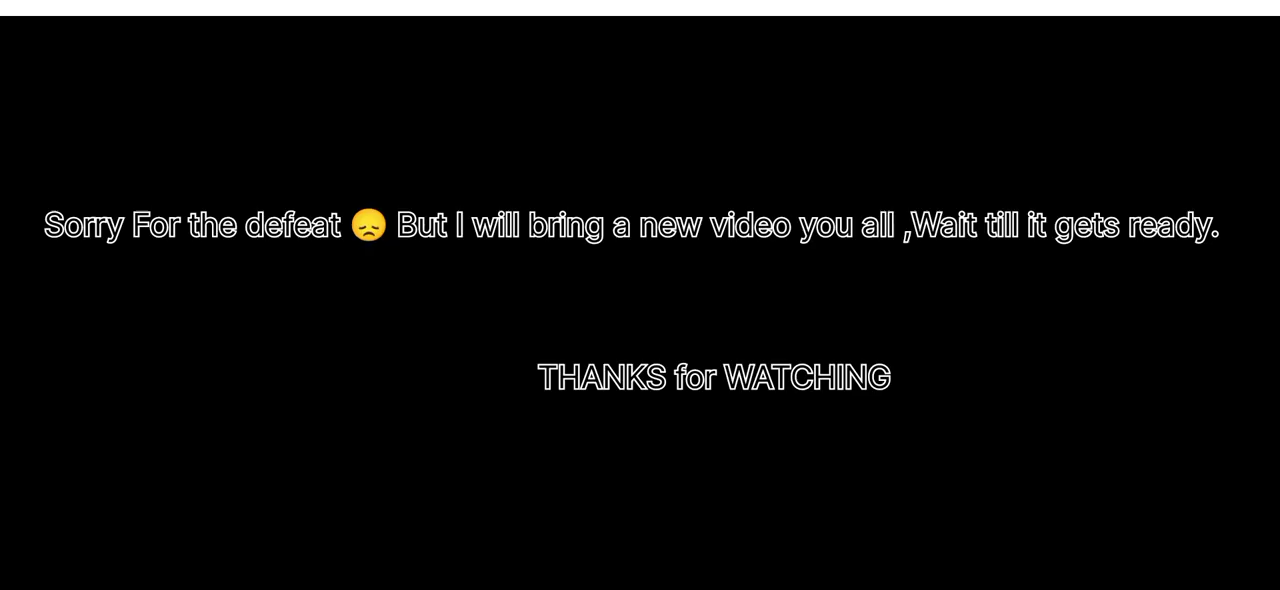 Sorry For the defeat 😞 But I will bring a new video you all ,Wait till it gets ready.
THANKS for WATCHING